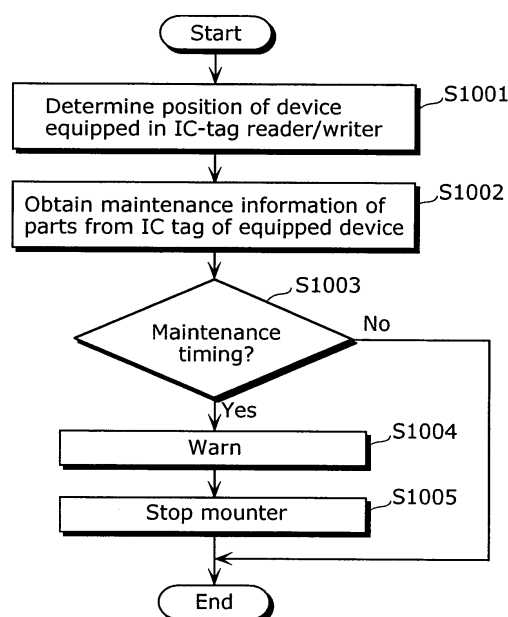 Start
S1001
Determine position of device
equipped in IC-tag reader/writer
S1002
Obtain maintenance information of
parts from IC tag of equipped device
S1003
Maintenance
timing?
No
Yes
S1004
Warn
S1005
Stop mounter
End